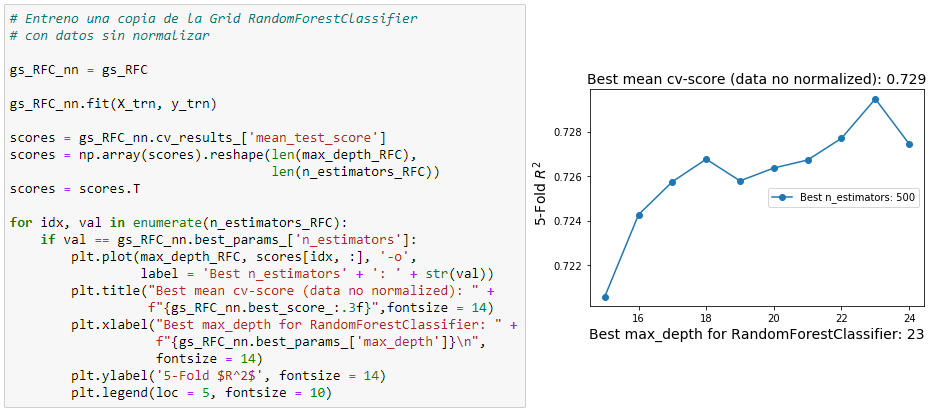 # Entreno una copia de la Grid RandomForestClassifier
# con datos sin normalizar
gs_RFC_nn = gs_RFC
gs_RFC_nn.fit(X_trn, y_trn)
scores = gs_RFC_nn.cv_results_['mean_test_score']
scores = np.array(scores).reshape(len(max_depth_RFC),
len(n_estimators_RFC))
scores = scores.T
for idx, val in enumerate(n_estimators_RFC):
if val == gs_RFC_nn.best_params_['n_estimators']:
plt.plot(max_depth_RFC, scores[idx, :], '-o',
label = 'Best n_estimators' + ': ' + str(val))
plt.title("Best mean cv-score (data no normalized): " +
f"{gs_RFC_nn.best_score_:.3f}",fontsize = 14)
plt.xlabel("Best max_depth for RandomForestClassifier: " +
f"{gs_RFC_nn.best_params_['max_depth']}\n",
fontsize = 14)
plt.ylabel('5-Fold $R^2$', fontsize = 14)
plt.legend(loc = 5, fontsize = 10)
Best mean cv-score (data no normalized): 0.729
5-Fold R²
0.728
0.726
0.724
0.722
Best n_estimators: 500
16 18 20 22 24
Best max_depth for RandomForestClassifier: 23